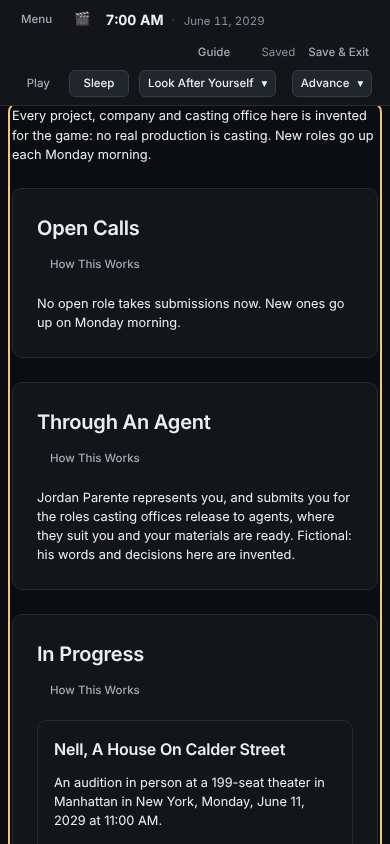 Menu 🎬 7:00 AM · June 11, 2029
Guide Saved Save & Exit
Play Sleep Look After Yourself ▾ Advance ▾
Every project, company and casting office here is invented
for the game: no real production is casting. New roles go up
each Monday morning.
Open Calls
How This Works
No open role takes submissions now. New ones go
up on Monday morning.
Through An Agent
How This Works
Jordan Parente represents you, and submits you for
the roles casting offices release to agents, where
they suit you and your materials are ready. Fictional:
his words and decisions here are invented.
In Progress
How This Works
Nell, A House On Calder Street
An audition in person at a 199-seat theater in
Manhattan in New York, Monday, June 11,
2029 at 11:00 AM.